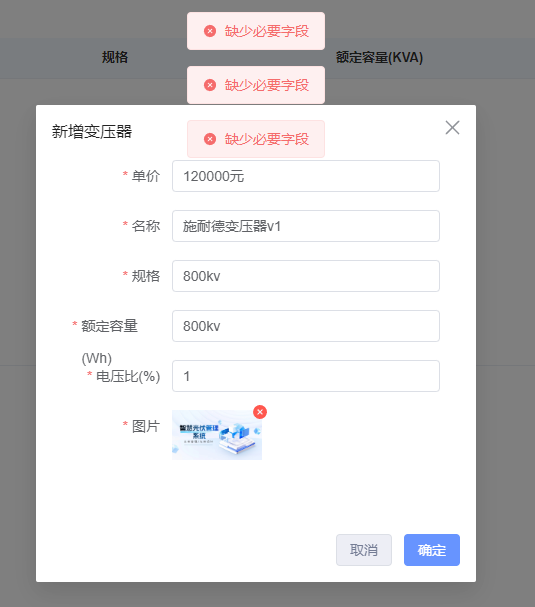 缺少必要字段
规格
额定容量(KVA)
缺少必要字段
新增变压器
缺少必要字段
* 单价
120000元
* 名称
施耐德变压器v1
* 规格
800kv
* 额定容量
(Wh)
800kv
* 电压比(%)
1
* 图片
智慧光伏管理
系统
取消
确定